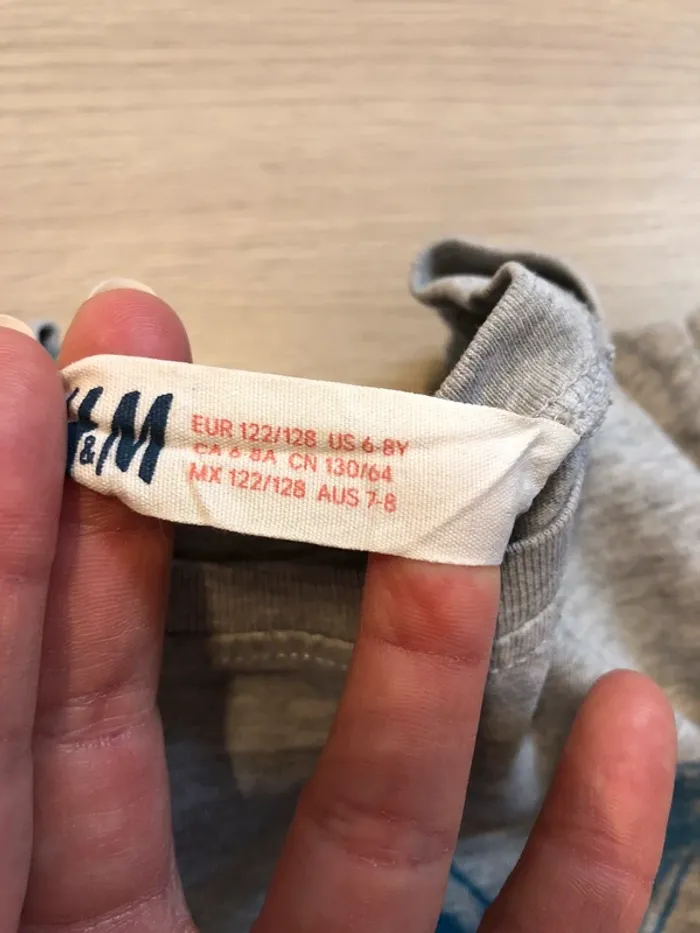 H&M
EUR 122/128 US 6-8Y
CA 6-8A CN 130/64
MX 122/128 AUS 7-8